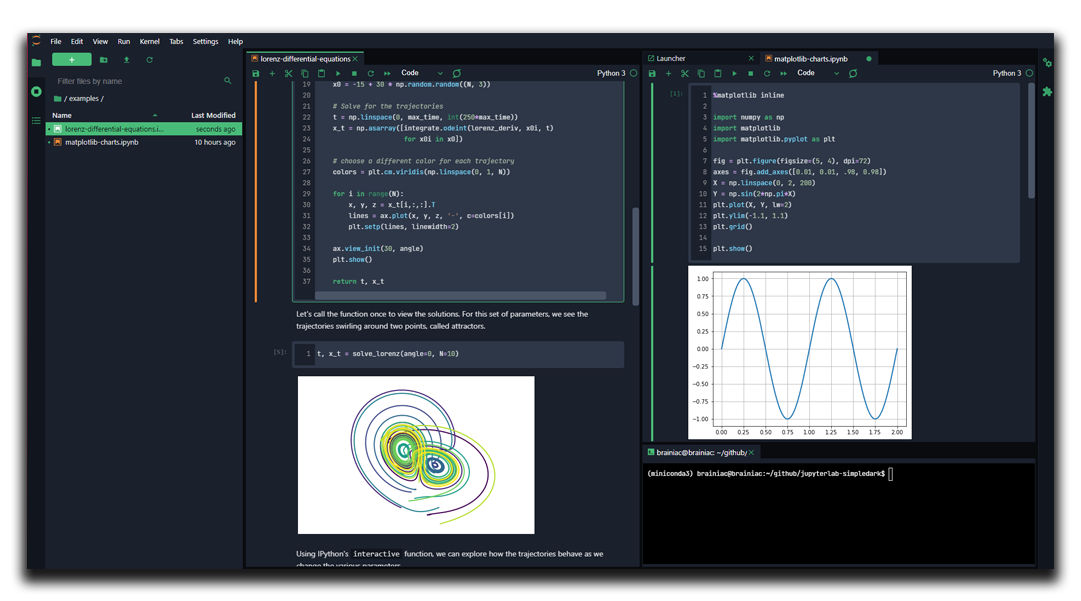 File Edit View Run Kernel Tabs Settings Help
+
Filter files by name
/ examples /
Name Last Modified
lorenz-differential-equations.i... seconds ago
matplotlib-charts.ipynb 10 hours ago
lorenz-differential-equations
Code
Python 3
19 x0 = -15 + 30 * np.random.random((N, 3))
20
21 # Solve for the trajectories
22 t = np.linspace(0, max_time, int(250*max_time))
23 x_t = np.asarray([integrate.odeint(lorenz_deriv, x0i, t)
24 for x0i in x0])
25
26 # choose a different color for each trajectory
27 colors = plt.cm.viridis(np.linspace(0, 1, N))
28
29 for i in range(N):
30 x, y, z = x_t[i,:,:].T
31 lines = ax.plot(x, y, z, '-', c=colors[i])
32 plt.setp(lines, linewidth=2)
33
34 ax.view_init(30, angle)
35 plt.show()
36
37 return t, x_t
Let's call the function once to view the solutions. For this set of parameters, we see the
trajectories swirling around two points, called attractors.
[5]: 1 t, x_t = solve_lorenz(angle=0, N=10)
Using IPython's interactive function, we can explore how the trajectories behave as we
change the various parameters.
Launcher
matplotlib-charts.ipynb
Code
Python 3
[1]: 1 %matplotlib inline
2
3 import numpy as np
4 import matplotlib
5 import matplotlib.pyplot as plt
6
7 fig = plt.figure(figsize=(5, 4), dpi=72)
8 axes = fig.add_axes([0.01, 0.01, .98, 0.98])
9 X = np.linspace(0, 2, 200)
10 Y = np.sin(2*np.pi*X)
11 plt.plot(X, Y, lw=2)
12 plt.ylim(-1.1, 1.1)
13 plt.grid()
14
15 plt.show()
1.00
0.75
0.50
0.25
0.00
−0.25
−0.50
−0.75
−1.00
0.00 0.25 0.50 0.75 1.00 1.25 1.50 1.75 2.00
brainiac@brainiac: ~/github/
(miniconda3) brainiac@brainiac:~/github/jupyterlab-simpledark$